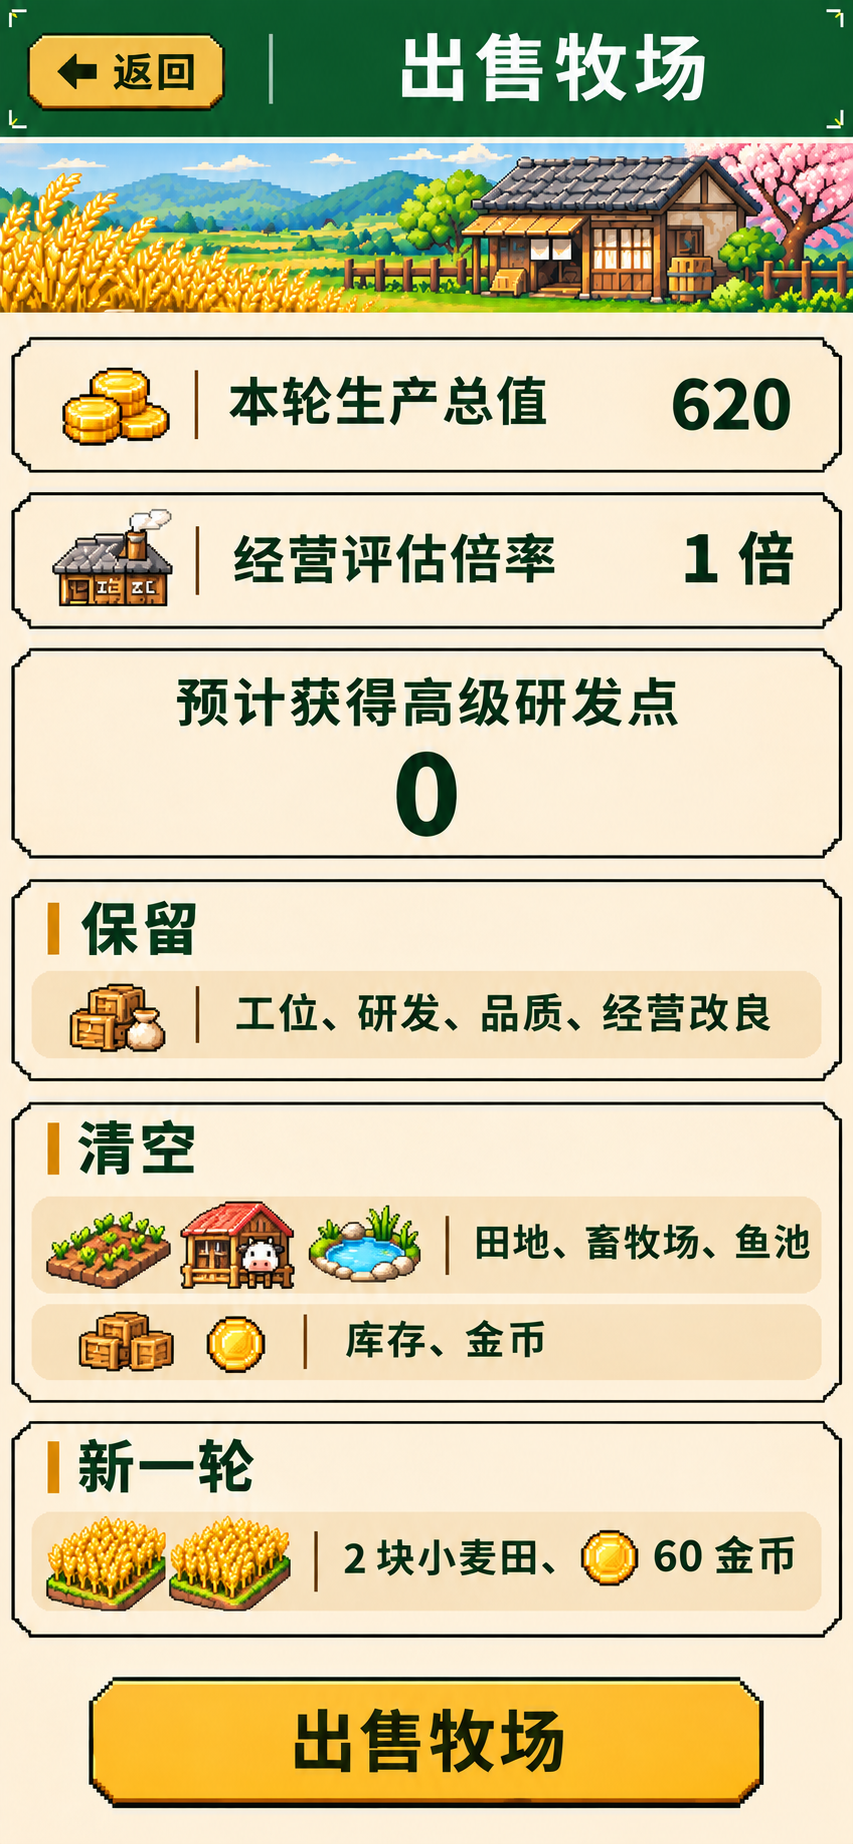 返回
出售牧场
本轮生产总值 620
经营评估倍率 1 倍
预计获得高级研发点
0
保留
工位、研发、品质、经营改良
清空
田地、畜牧场、鱼池
库存、金币
新一轮
2 块小麦田、 60 金币
出售牧场